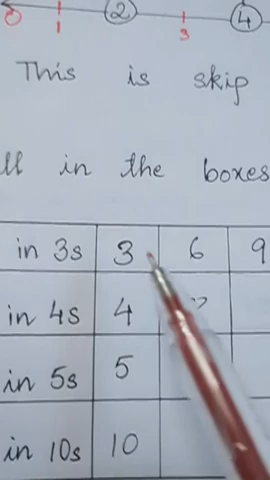 0 1 2 3 4
This is skip
in the boxes
in 3s 3 6 9
in 4s 4
in 5s 5
in 10s 10